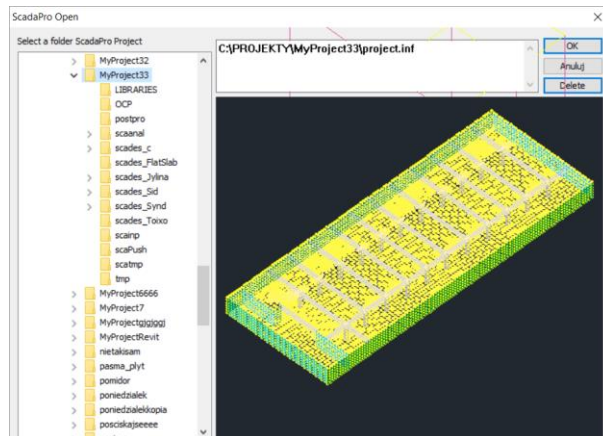 ScadaPro Open
Select a folder ScadaPro Project
C:\PROJEKTY\MyProject33\project.inf
OK
Anuluj
Delete
MyProject32
MyProject33
LIBRARIES
OCP
postpro
scaanal
scades_c
scades_FlatSlab
scades_Jylina
scades_Sid
scades_Synd
scades_Toixo
scainp
scaPush
scatmp
tmp
MyProject6666
MyProject7
MyProjectgjgjggj
MyProjectRevit
nietakisam
pasma_plyt
pomidor
poniedzialek
poniedzialekkopia
posciskajseeee